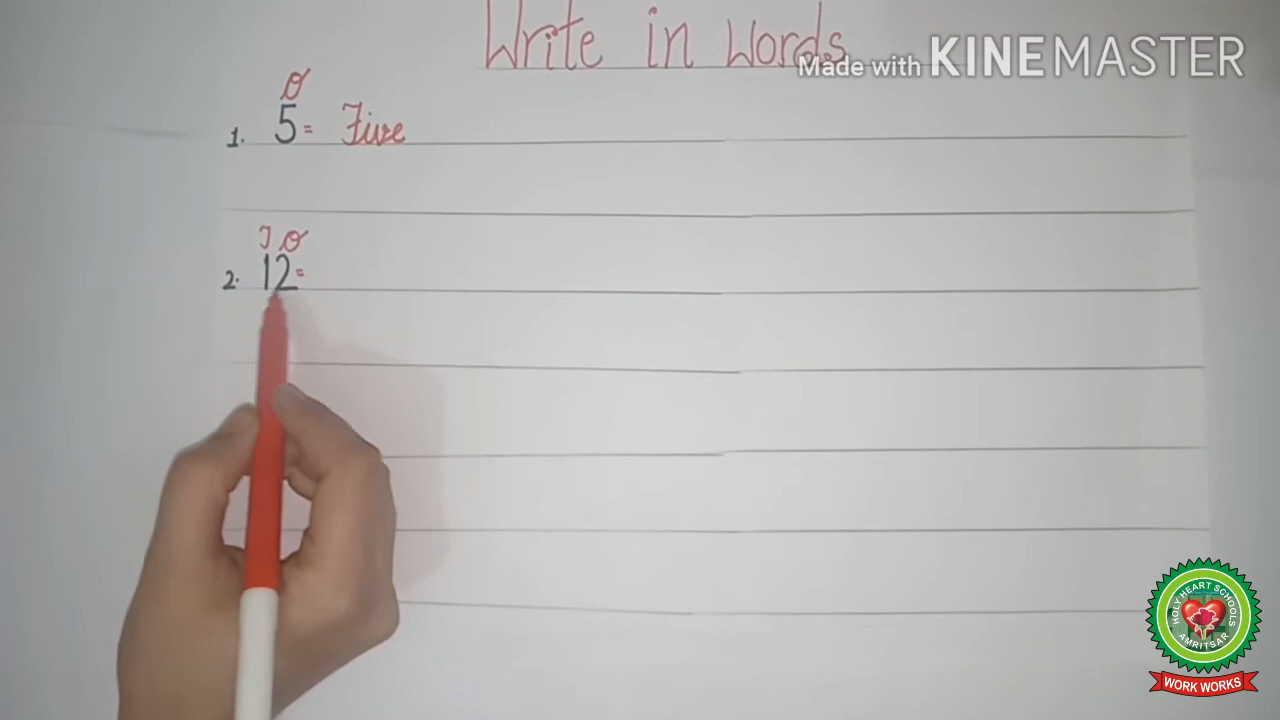 Write in Words
Made with KINEMASTER
O
1. 5 = Five
T O
2. 12 =
HOLY HEART SCHOOLS
AMRITSAR
WORK WORKS